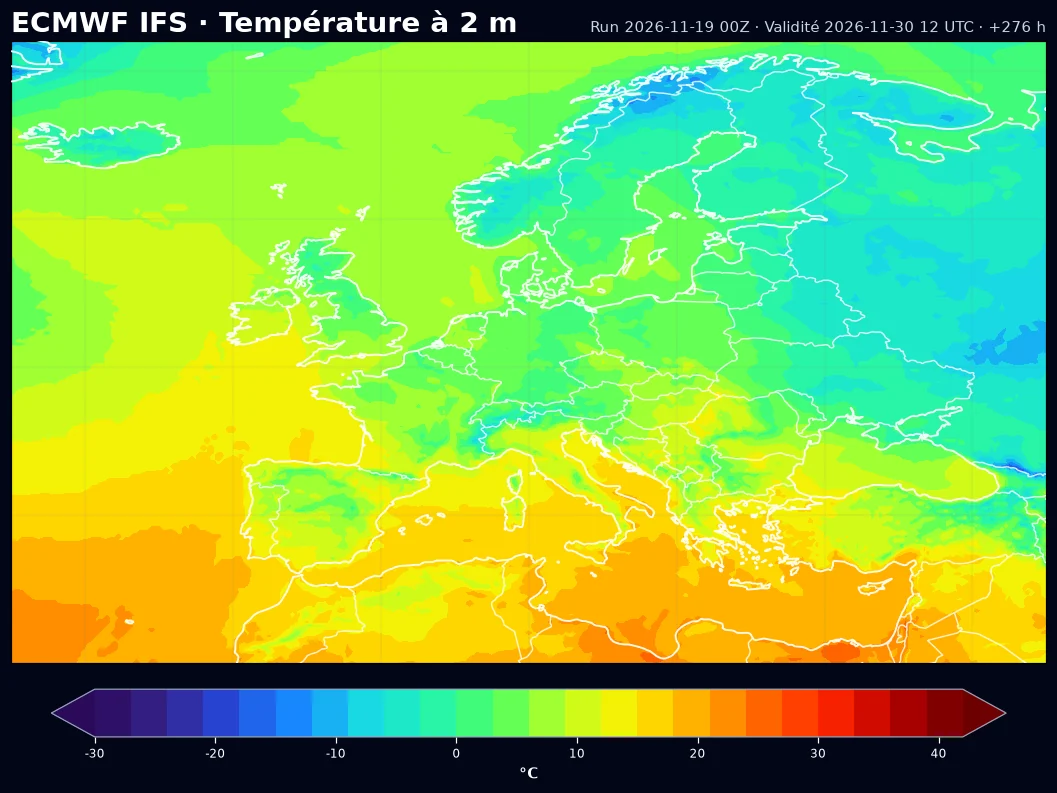 ECMWF IFS · Température à 2 m
Run 2026-11-19 00Z · Validité 2026-11-30 12 UTC · +276 h
-30 -20 -10 0 10 20 30 40
°C